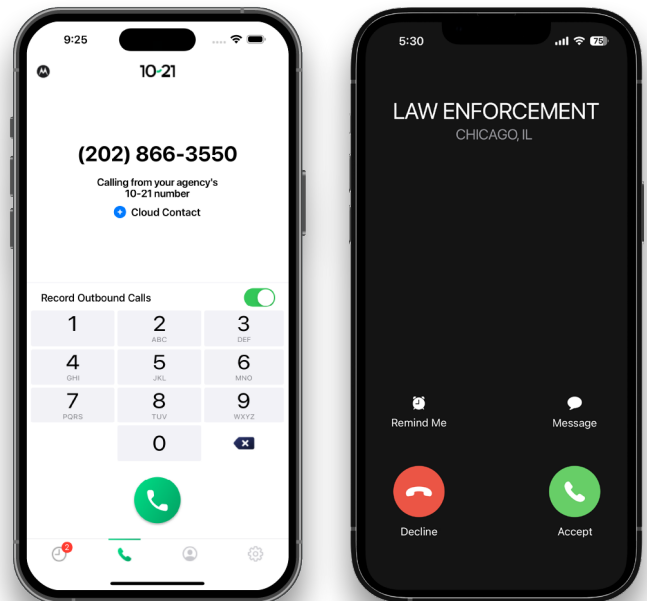 9:25
10-21
(202) 866-3550
Calling from your agency's
10-21 number
Cloud Contact
Record Outbound Calls
1
2
ABC
3
DEF
4
GHI
5
JKL
6
MNO
7
PQRS
8
TUV
9
WXYZ
0
2
5:30
75
LAW ENFORCEMENT
CHICAGO, IL
Remind Me
Message
Decline
Accept